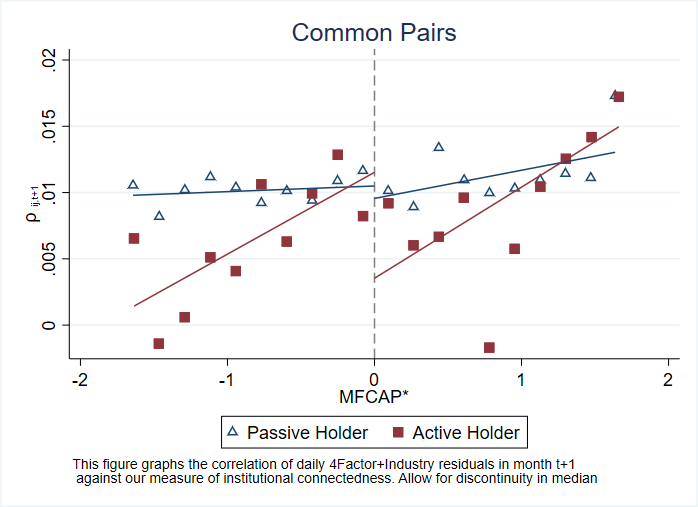 Common Pairs
.02
.015
.01
.005
0
ρ ij,t+1
-2
-1
0
1
2
MFCAP*
Passive Holder
Active Holder
This figure graphs the correlation of daily 4Factor+Industry residuals in month t+1
against our measure of institutional connectedness. Allow for discontinuity in median